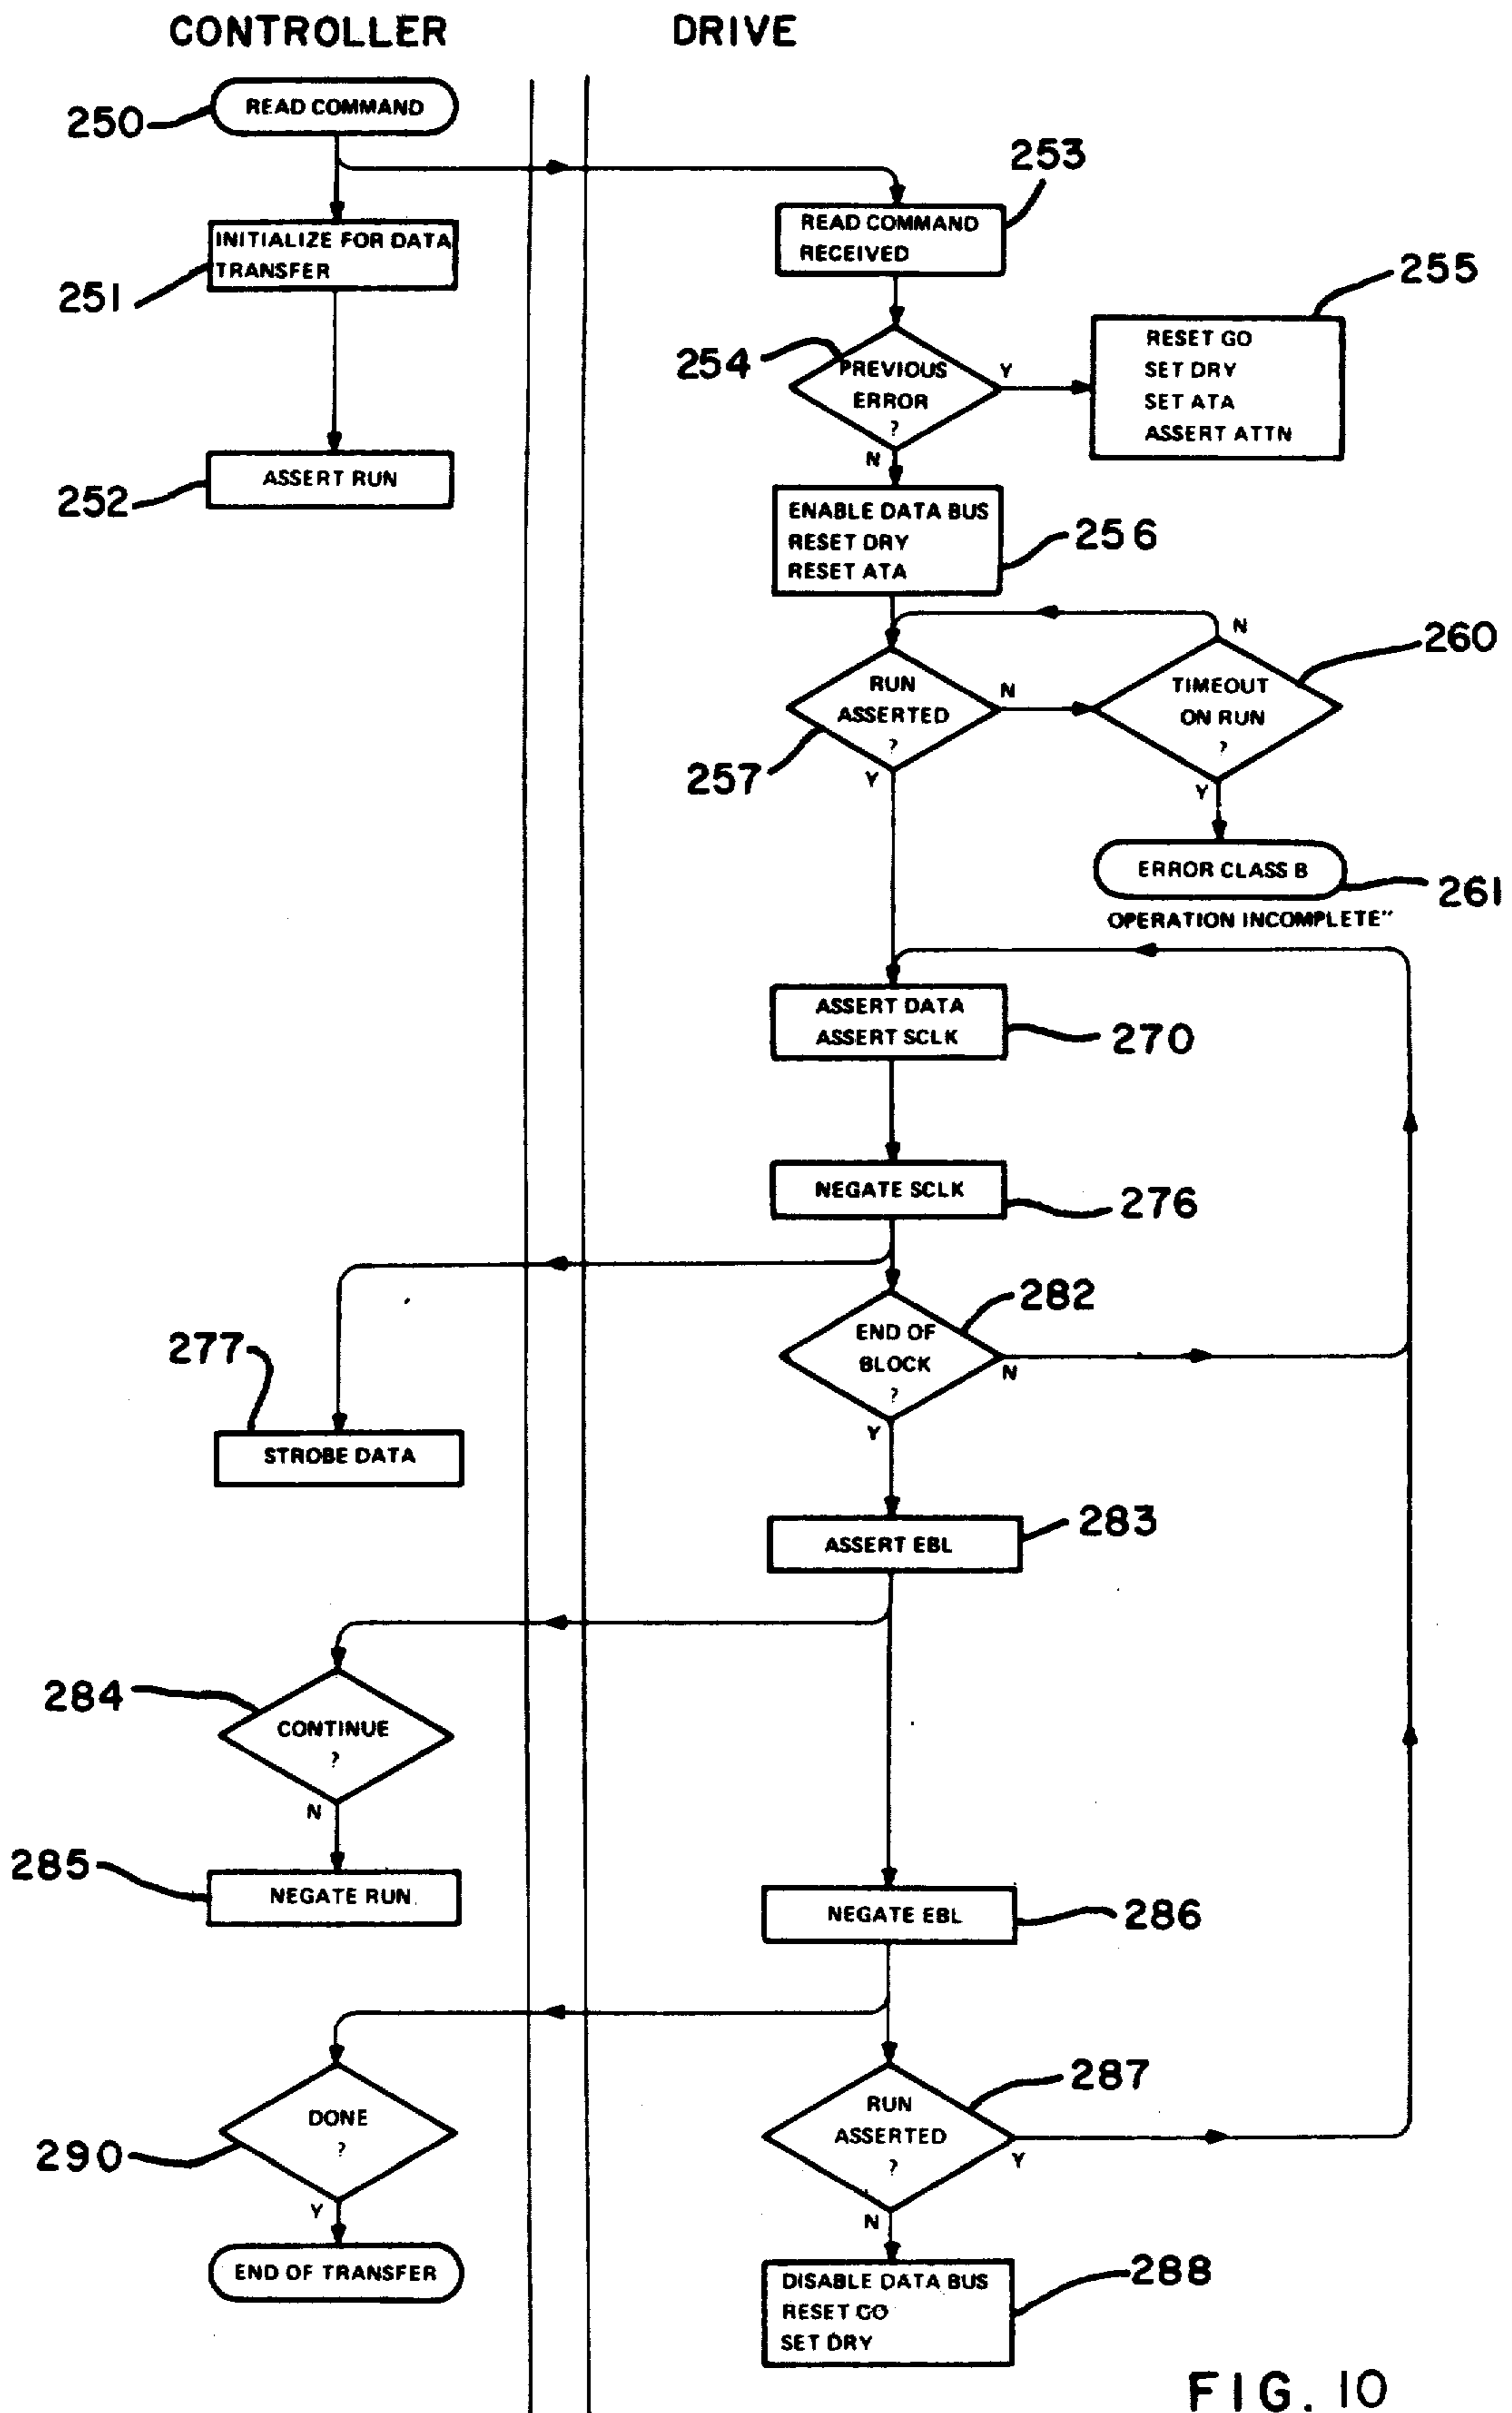 CONTROLLER
DRIVE
250
READ COMMAND
253
READ COMMAND
RECEIVED
INITIALIZE FOR DATA
TRANSFER
251
255
RESET GO
SET DRY
SET ATA
ASSERT ATTN
254
PREVIOUS
ERROR
?
Y
N
ASSERT RUN
252
ENABLE DATA BUS
RESET DRY
RESET ATA
256
RUN
ASSERTED
?
N
Y
257
TIMEOUT
ON RUN
?
N
Y
260
ERROR CLASS B
261
OPERATION INCOMPLETE"
ASSERT DATA
ASSERT SCLK
270
NEGATE SCLK
276
282
END OF
BLOCK
?
N
Y
277
STROBE DATA
283
ASSERT EBL
284
CONTINUE
?
N
285
NEGATE RUN
NEGATE EBL
286
287
RUN
ASSERTED
?
Y
N
DONE
?
290
Y
END OF TRANSFER
DISABLE DATA BUS
RESET GO
SET DRY
288
FIG. 10